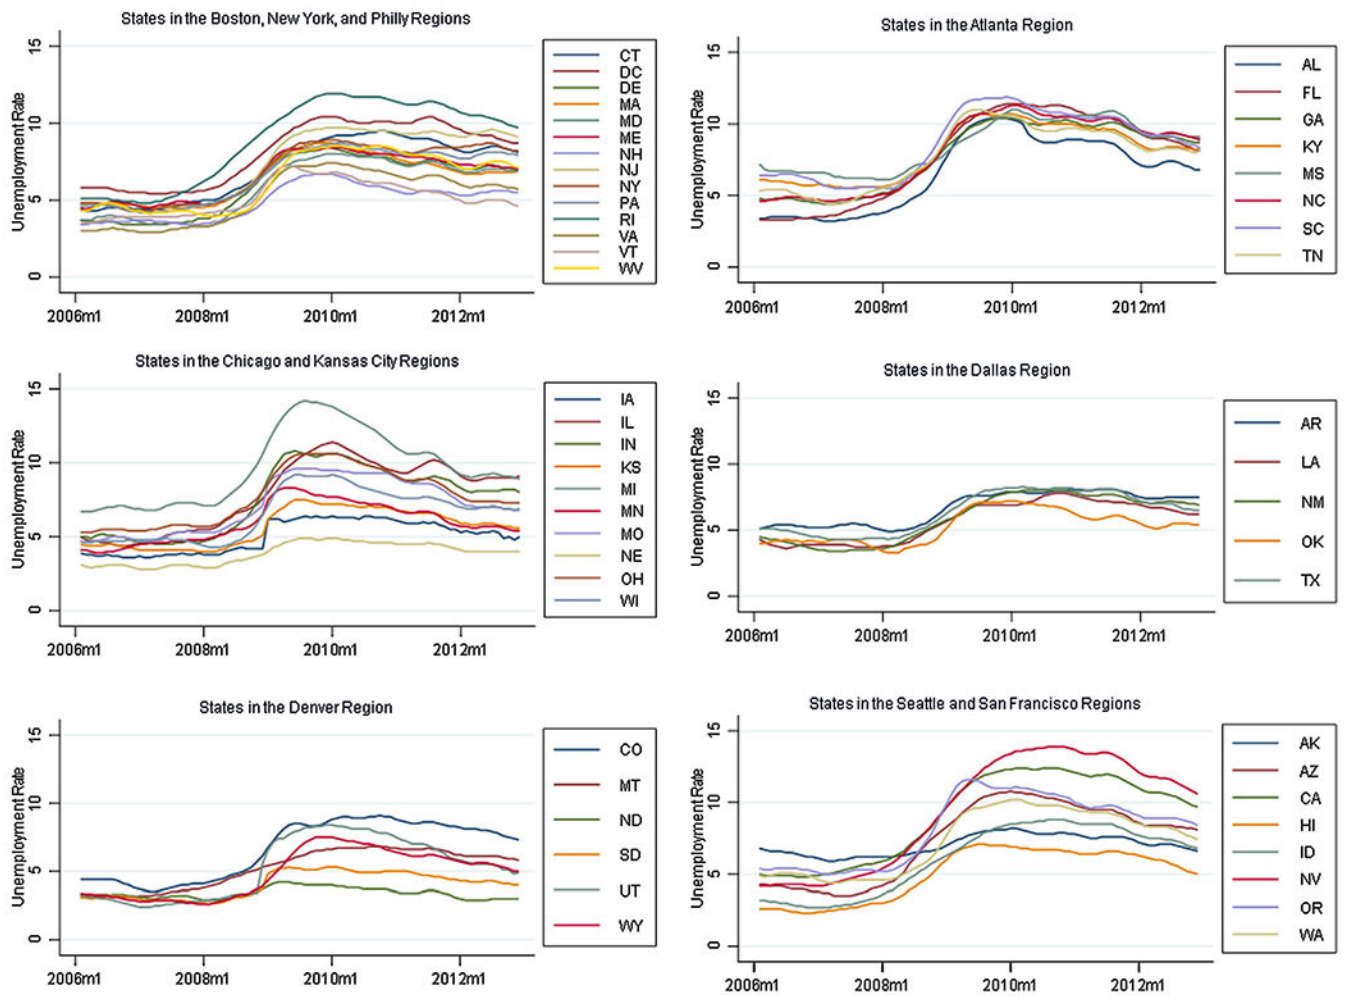 States in the Boston, New York, and Philly Regions
Unemployment Rate
15
10
5
0
2006m1 2008m1 2010m1 2012m1
CT
DC
DE
MA
MD
ME
NH
NJ
NY
PA
RI
VA
VT
WV
States in the Atlanta Region
Unemployment Rate
15
10
5
0
2006m1 2008m1 2010m1 2012m1
AL
FL
GA
KY
MS
NC
SC
TN
States in the Chicago and Kansas City Regions
Unemployment Rate
15
10
5
0
2006m1 2008m1 2010m1 2012m1
IA
IL
IN
KS
MI
MN
MO
NE
OH
WI
States in the Dallas Region
Unemployment Rate
15
10
5
0
2006m1 2008m1 2010m1 2012m1
AR
LA
NM
OK
TX
States in the Denver Region
Unemployment Rate
15
10
5
0
2006m1 2008m1 2010m1 2012m1
CO
MT
ND
SD
UT
WY
States in the Seattle and San Francisco Regions
Unemployment Rate
15
10
5
0
2006m1 2008m1 2010m1 2012m1
AK
AZ
CA
HI
ID
NV
OR
WA